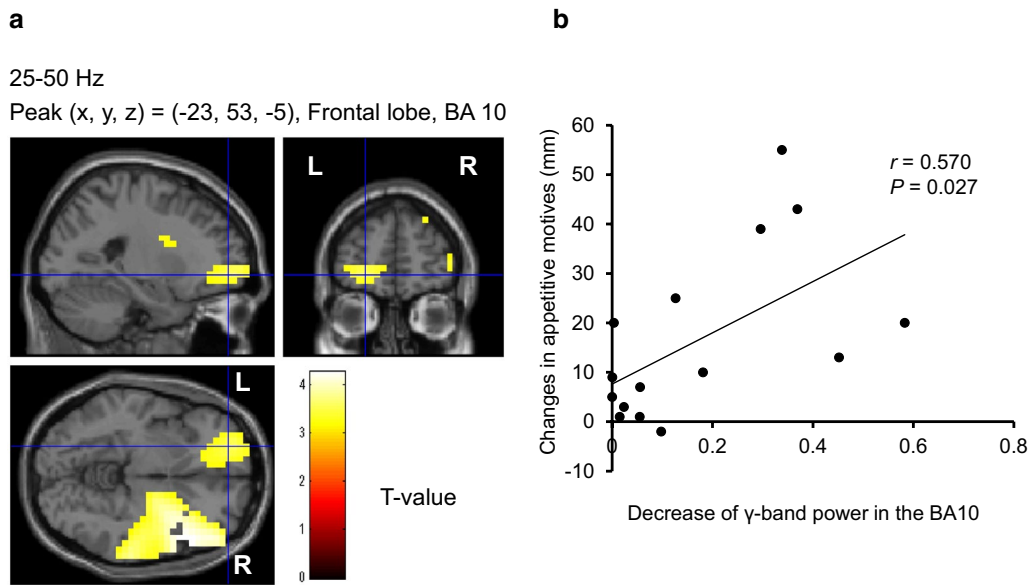 a
25-50 Hz
Peak (x, y, z) = (-23, 53, -5), Frontal lobe, BA 10
L
R
L
R
4
3
2
1
0
T-value
b
Changes in appetitive motives (mm)
60
50
40
30
20
10
0
-10
0
0.2
0.4
0.6
0.8
r = 0.570
P = 0.027
Decrease of γ-band power in the BA10